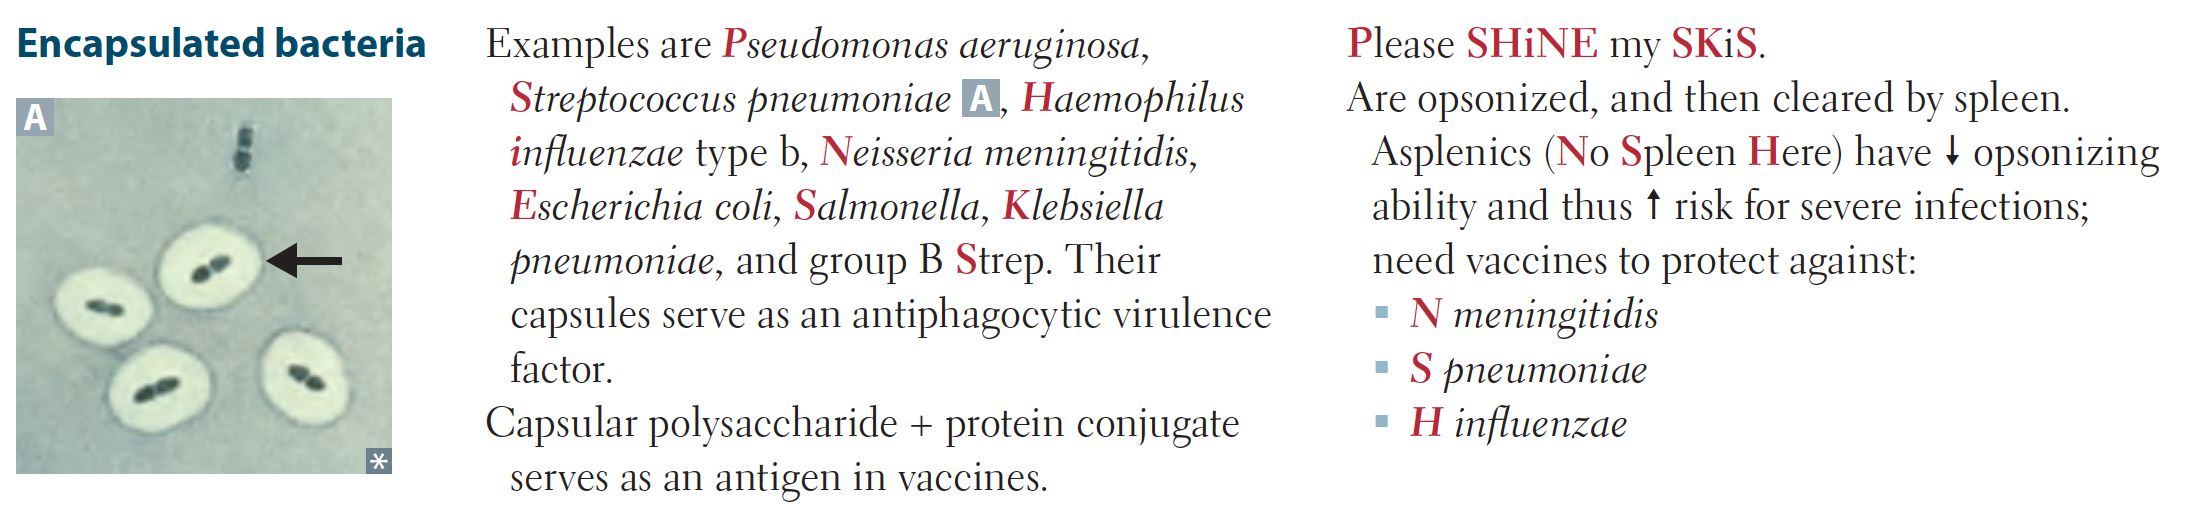 Encapsulated bacteria
A
*
Examples are Pseudomonas aeruginosa,
Streptococcus pneumoniae A, Haemophilus
influenzae type b, Neisseria meningitidis,
Escherichia coli, Salmonella, Klebsiella
pneumoniae, and group B Strep. Their
capsules serve as an antiphagocytic virulence
factor.
Capsular polysaccharide + protein conjugate
serves as an antigen in vaccines.
Please SHiNE my SKiS.
Are opsonized, and then cleared by spleen.
Asplenics (No Spleen Here) have ↓ opsonizing
ability and thus ↑ risk for severe infections;
need vaccines to protect against:
▪ N meningitidis
▪ S pneumoniae
▪ H influenzae